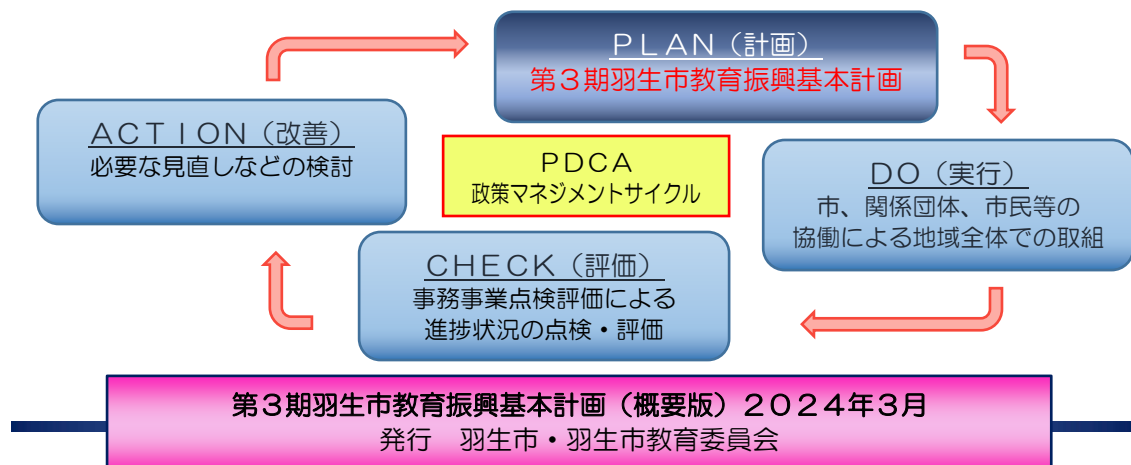 PLAN(計画)
第3期羽生市教育振興基本計画
ACTION(改善)
必要な見直しなどの検討
PDCA
政策マネジメントサイクル
DO(実行)
市、関係団体、市民等の
協働による地域全体での取組
CHECK(評価)
事務事業点検評価による
進捗状況の点検・評価
第3期羽生市教育振興基本計画(概要版)2024年3月
発行 羽生市・羽生市教育委員会